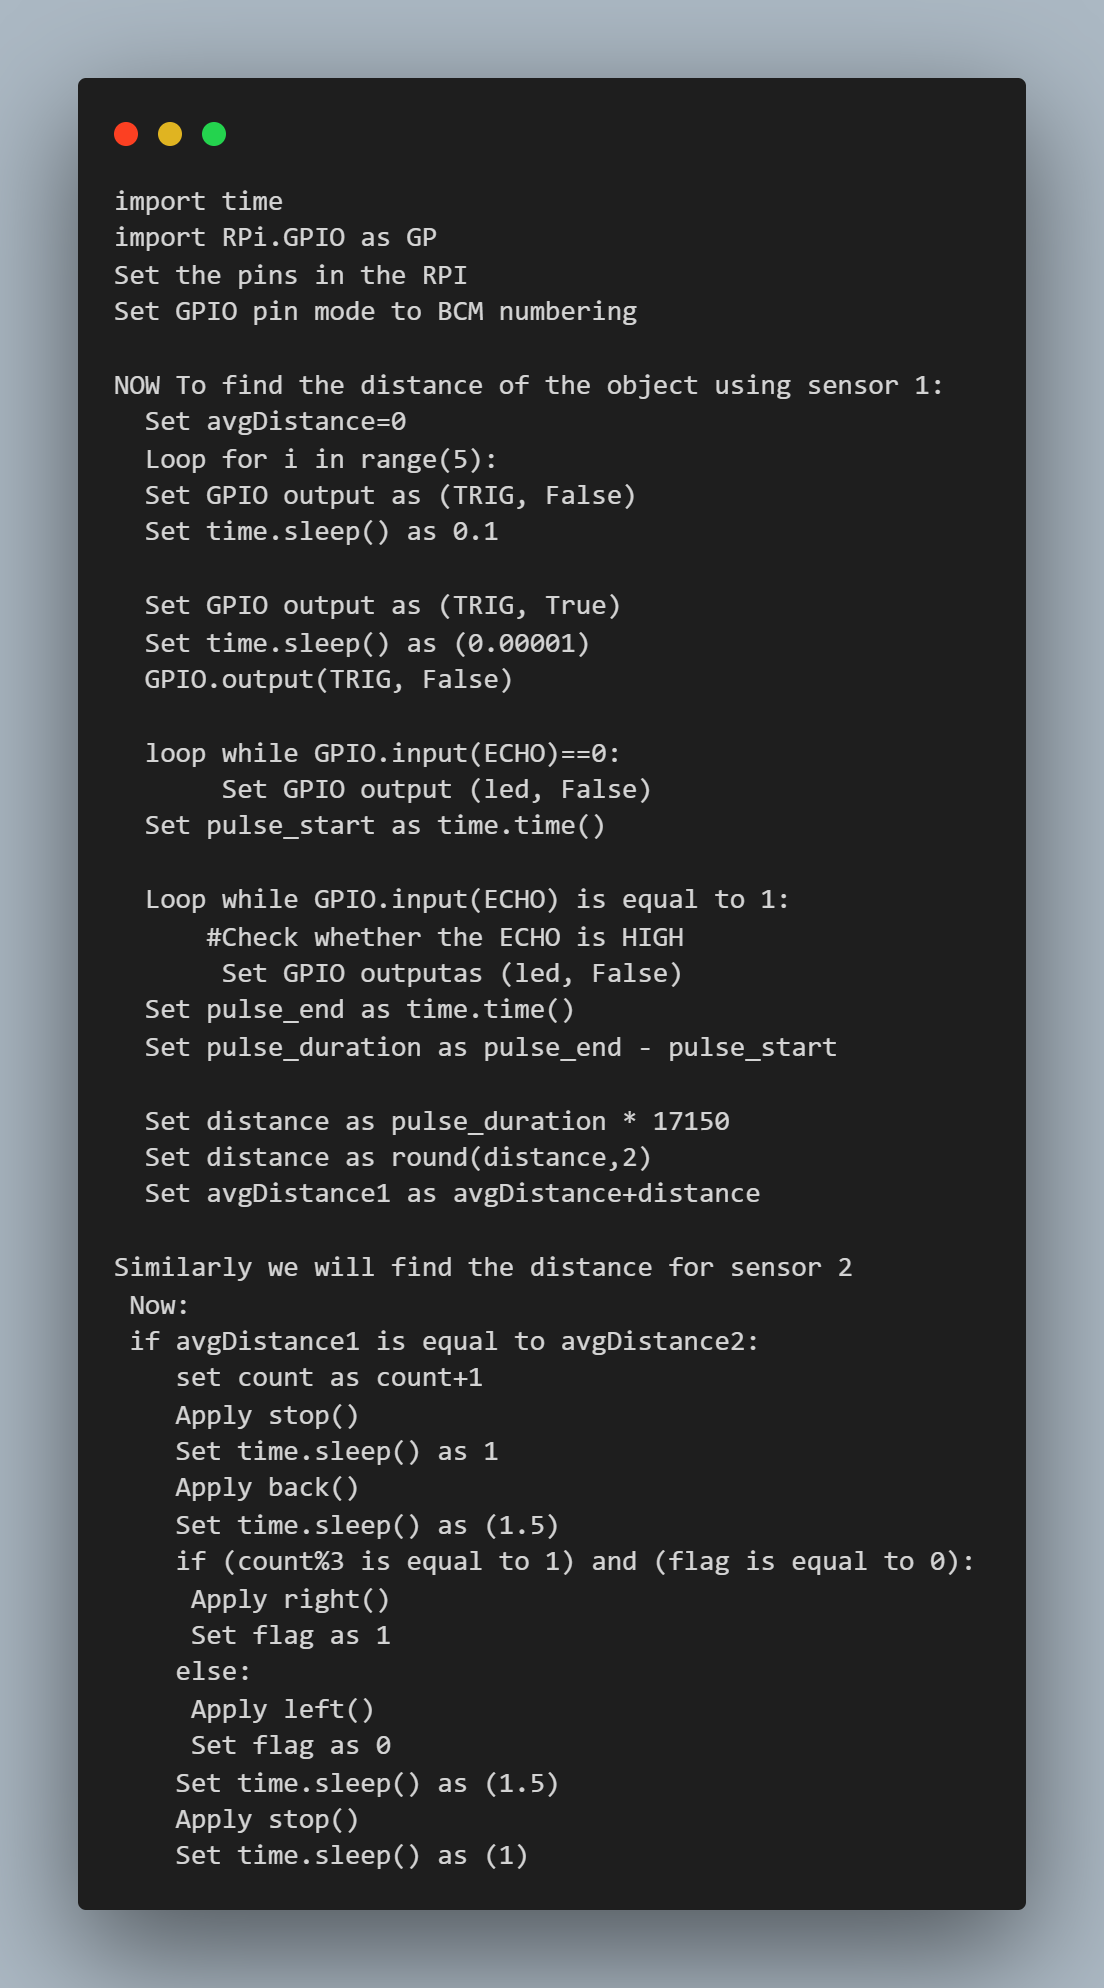 import time
import RPi.GPIO as GP
Set the pins in the RPI
Set GPIO pin mode to BCM numbering

NOW To find the distance of the object using sensor 1:
  Set avgDistance=0
  Loop for i in range(5):
  Set GPIO output as (TRIG, False)
  Set time.sleep() as 0.1

  Set GPIO output as (TRIG, True)
  Set time.sleep() as (0.00001)
  GPIO.output(TRIG, False)

  loop while GPIO.input(ECHO)==0:
       Set GPIO output (led, False)
  Set pulse_start as time.time()

  Loop while GPIO.input(ECHO) is equal to 1:
      #Check whether the ECHO is HIGH
       Set GPIO outputas (led, False)
  Set pulse_end as time.time()
  Set pulse_duration as pulse_end - pulse_start

  Set distance as pulse_duration * 17150
  Set distance as round(distance,2)
  Set avgDistance1 as avgDistance+distance

Similarly we will find the distance for sensor 2
 Now:
 if avgDistance1 is equal to avgDistance2:
    set count as count+1
    Apply stop()
    Set time.sleep() as 1
    Apply back()
    Set time.sleep() as (1.5)
    if (count%3 is equal to 1) and (flag is equal to 0):
     Apply right()
     Set flag as 1
    else:
     Apply left()
     Set flag as 0
    Set time.sleep() as (1.5)
    Apply stop()
    Set time.sleep() as (1)